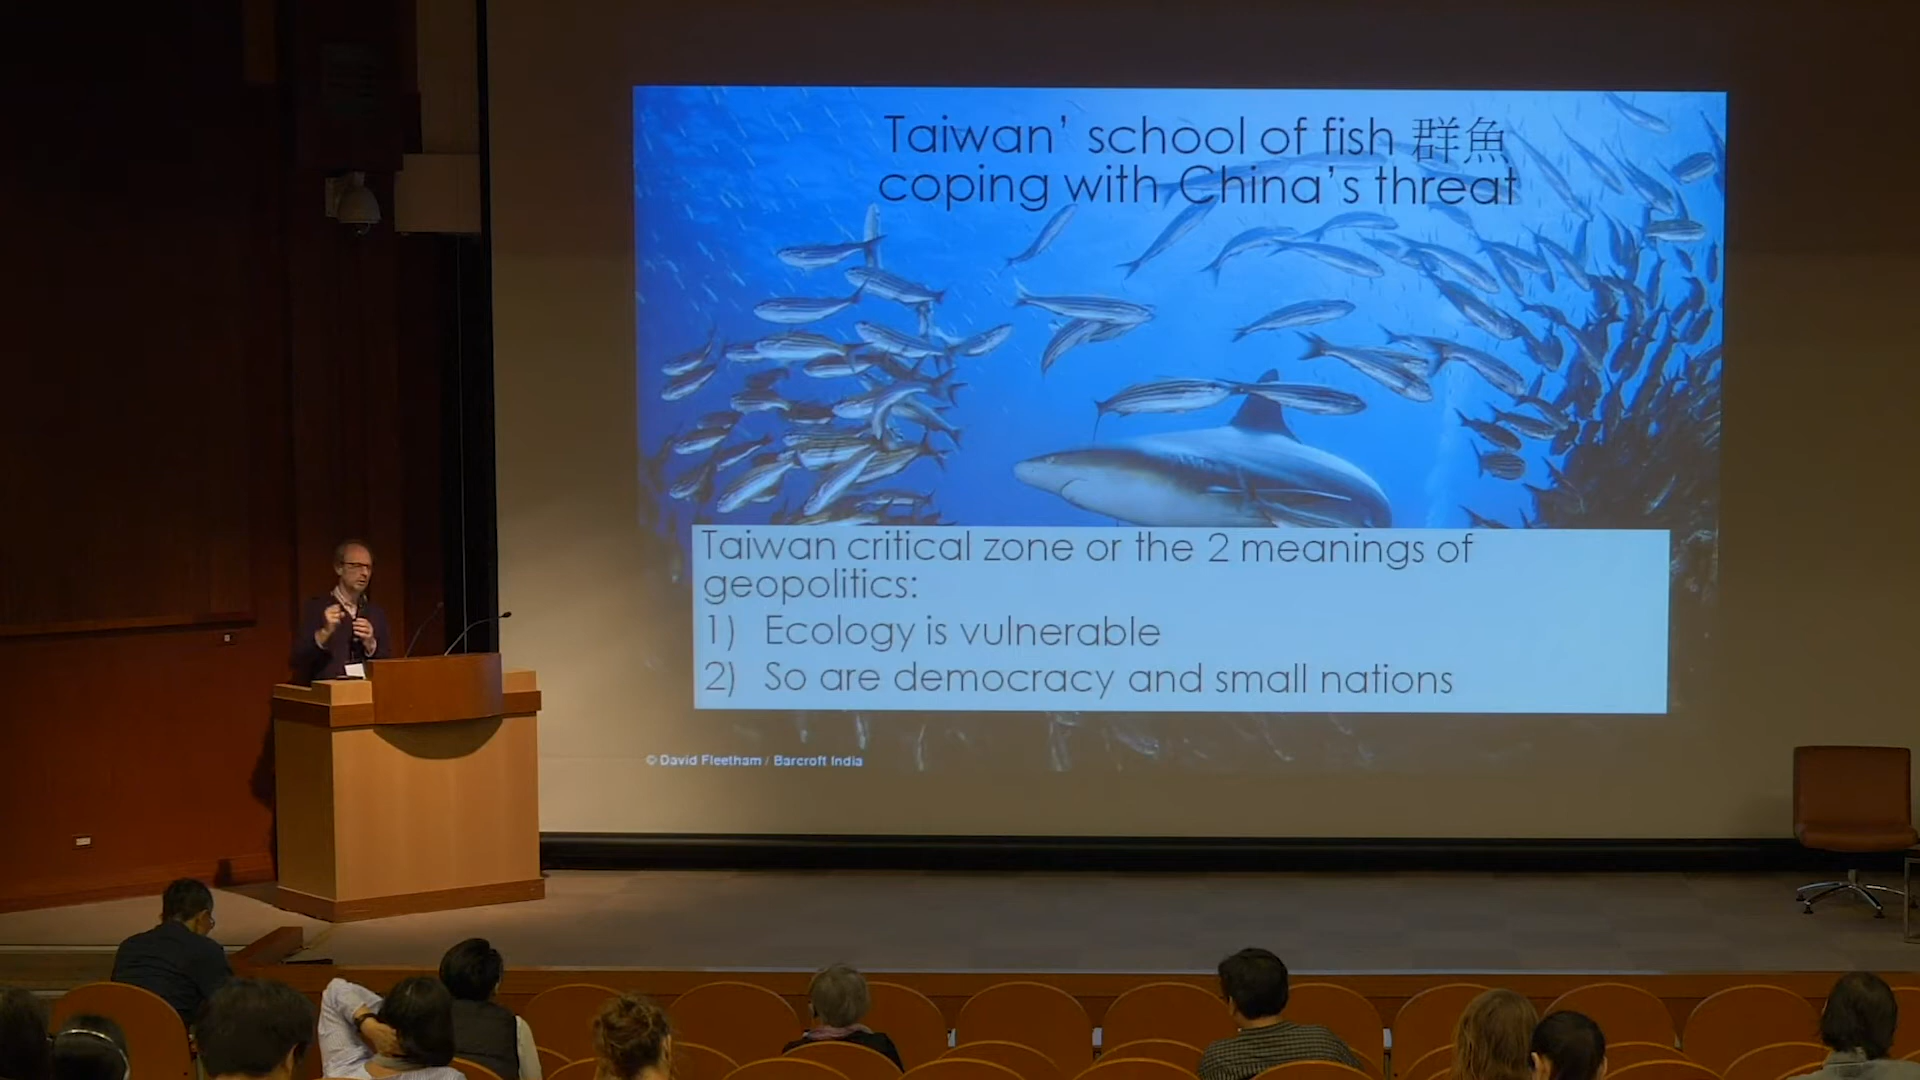 Taiwan’ school of fish 群魚
coping with China’s threat
Taiwan critical zone or the 2 meanings of
geopolitics:
1) Ecology is vulnerable
2) So are democracy and small nations
© David Fleetham / Barcroft India